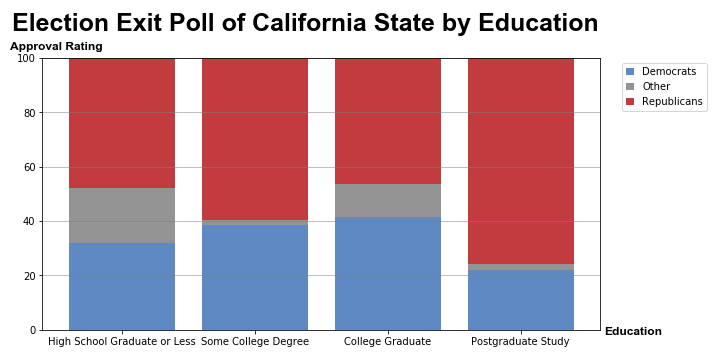 Election Exit Poll of California State by Education
Approval Rating
100
80
60
40
20
0
High School Graduate or Less
Some College Degree
College Graduate
Postgraduate Study
Education
Democrats
Other
Republicans